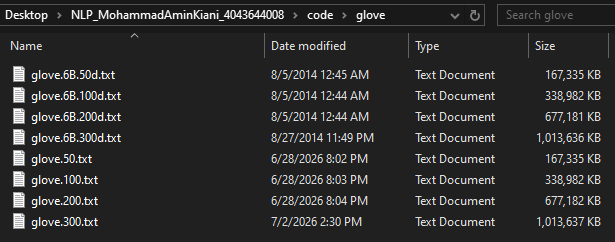 Desktop > NLP_MohammadAminKiani_4043644008 > code > glove
Search glove
Name Date modified Type Size
glove.6B.50d.txt 8/5/2014 12:45 AM Text Document 167,335 KB
glove.6B.100d.txt 8/5/2014 12:44 AM Text Document 338,982 KB
glove.6B.200d.txt 8/5/2014 12:44 AM Text Document 677,181 KB
glove.6B.300d.txt 8/27/2014 11:49 PM Text Document 1,013,636 KB
glove.50.txt 6/28/2026 8:02 PM Text Document 167,335 KB
glove.100.txt 6/28/2026 8:03 PM Text Document 338,982 KB
glove.200.txt 6/28/2026 8:04 PM Text Document 677,182 KB
glove.300.txt 7/2/2026 2:30 PM Text Document 1,013,637 KB